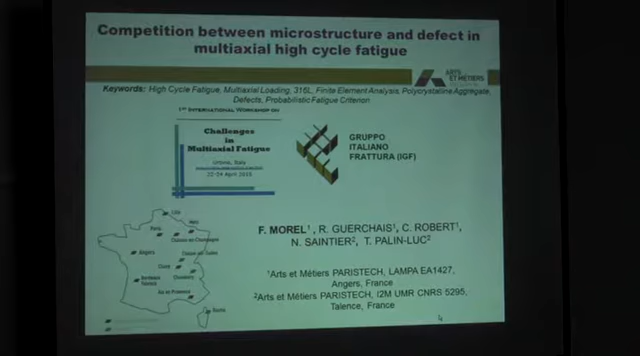 Competition between microstructure and defect in
multiaxial high cycle fatigue
ARTS
ET MÉTIERS
Keywords: High Cycle Fatigue, Multiaxial Loading, 316L, Finite Element Analysis, Polycrystalline Aggregate,
Defects, Probabilistic Fatigue Criterion
1ST INTERNATIONAL WORKSHOP ON
Challenges
in
Multiaxial Fatigue
Urbino, Italy
22-24 April 2015
GRUPPO
ITALIANO
FRATTURA (IGF)
Lille
Metz
Paris
Châlons-en-Champagne
Angers
Cluny
Chambéry
Bordeaux
Talence
Aix-en-Provence
Bastia
F. MOREL¹, R. GUERCHAIS¹, C. ROBERT¹,
N. SAINTIER², T. PALIN-LUC²
¹Arts et Métiers PARISTECH, LAMPA EA1427,
Angers, France
²Arts et Métiers PARISTECH, I2M UMR CNRS 5295,
Talence, France